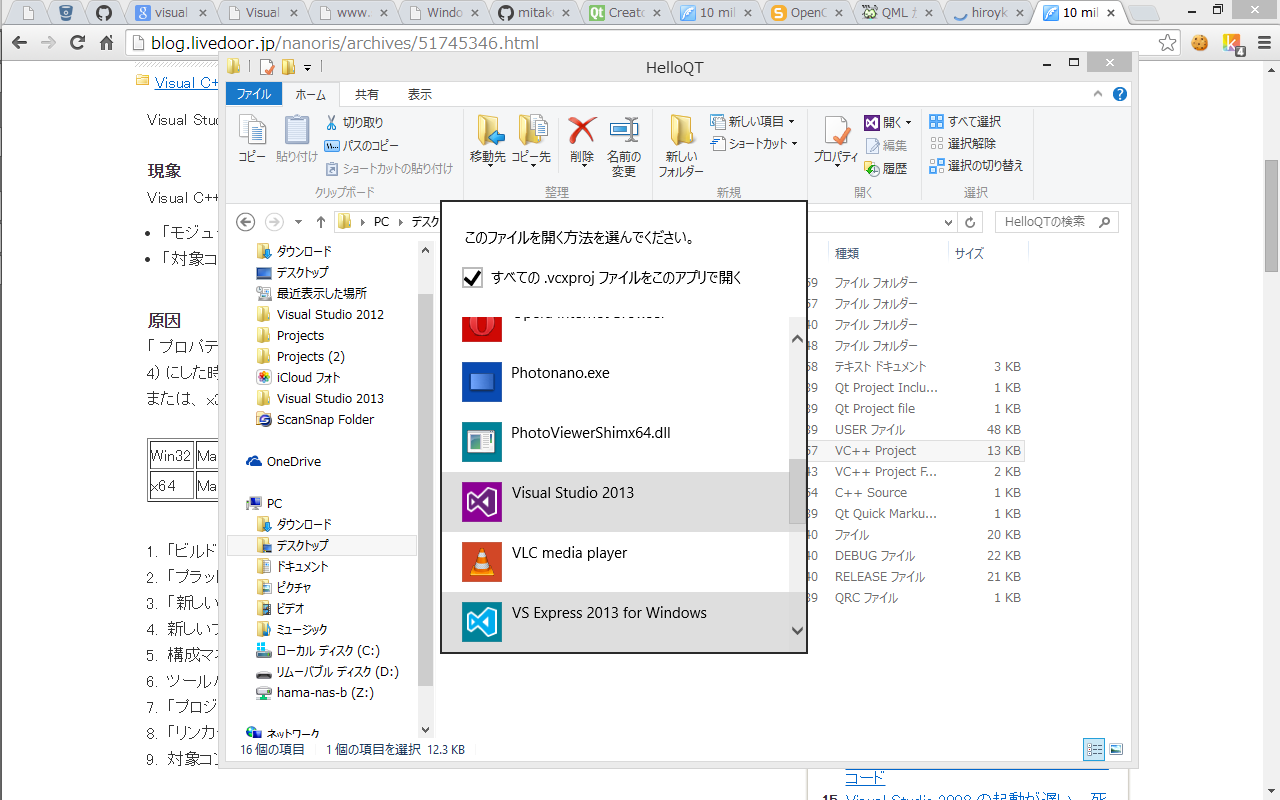 visual
Visual
www.
Windo
mitak
Creato
10 mil
OpenC
QML
hiroyk
10 mil
blog.livedoor.jp/nanoris/archives/51745346.html
4
HelloQT
ファイル
ホーム
共有
表示
コピー
貼り付け
切り取り
パスのコピー
ショートカットの貼り付け
クリップボード
移動先
コピー先
削除
名前の
変更
整理
新しい
フォルダー
新しい項目
ショートカット
新規
プロパティ
開く
編集
履歴
開く
すべて選択
選択解除
選択の切り替え
選択
PC
デスク
HelloQTの検索
ダウンロード
デスクトップ
最近表示した場所
Visual Studio 2012
Projects
Projects (2)
iCloud フォト
Visual Studio 2013
ScanSnap Folder
OneDrive
PC
ダウンロード
デスクトップ
ドキュメント
ピクチャ
ビデオ
ミュージック
ローカル ディスク (C:)
リムーバブル ディスク (D:)
hama-nas-b (Z:)
ネットワーク
16 個の項目
1 個の項目を選択 12.3 KB
このファイルを開く方法を選んでください。
すべての .vcxproj ファイルをこのアプリで開く
Opera Internet Browser
Photonano.exe
PhotoViewerShimx64.dll
Visual Studio 2013
VLC media player
VS Express 2013 for Windows
種類
サイズ
59 ファイル フォルダー
57 ファイル フォルダー
40 ファイル フォルダー
48 ファイル フォルダー
58 テキスト ドキュメント 3 KB
39 Qt Project Inclu... 1 KB
39 Qt Project file 1 KB
39 USER ファイル 48 KB
57 VC++ Project 13 KB
43 VC++ Project F... 2 KB
54 C++ Source 1 KB
39 Qt Quick Marku... 1 KB
40 ファイル 20 KB
40 DEBUG ファイル 22 KB
40 RELEASE ファイル 21 KB
39 QRC ファイル 1 KB
Visual C+
Visual Stud
現象
Visual C++
• 「モジュ
• 「対象コ
原因
「 プロパテ
4) にした時
または、x
Win32 Ma
x64 Ma
1. 「ビルド
2. 「プラッ
3. 「新しい
4. 新しいプ
5. 構成マネ
6. ツールバ
7. 「プロジ
8. 「リンカ
9. 対象コン
コード
15 Visual Studio 2008 の起動が遅い、死